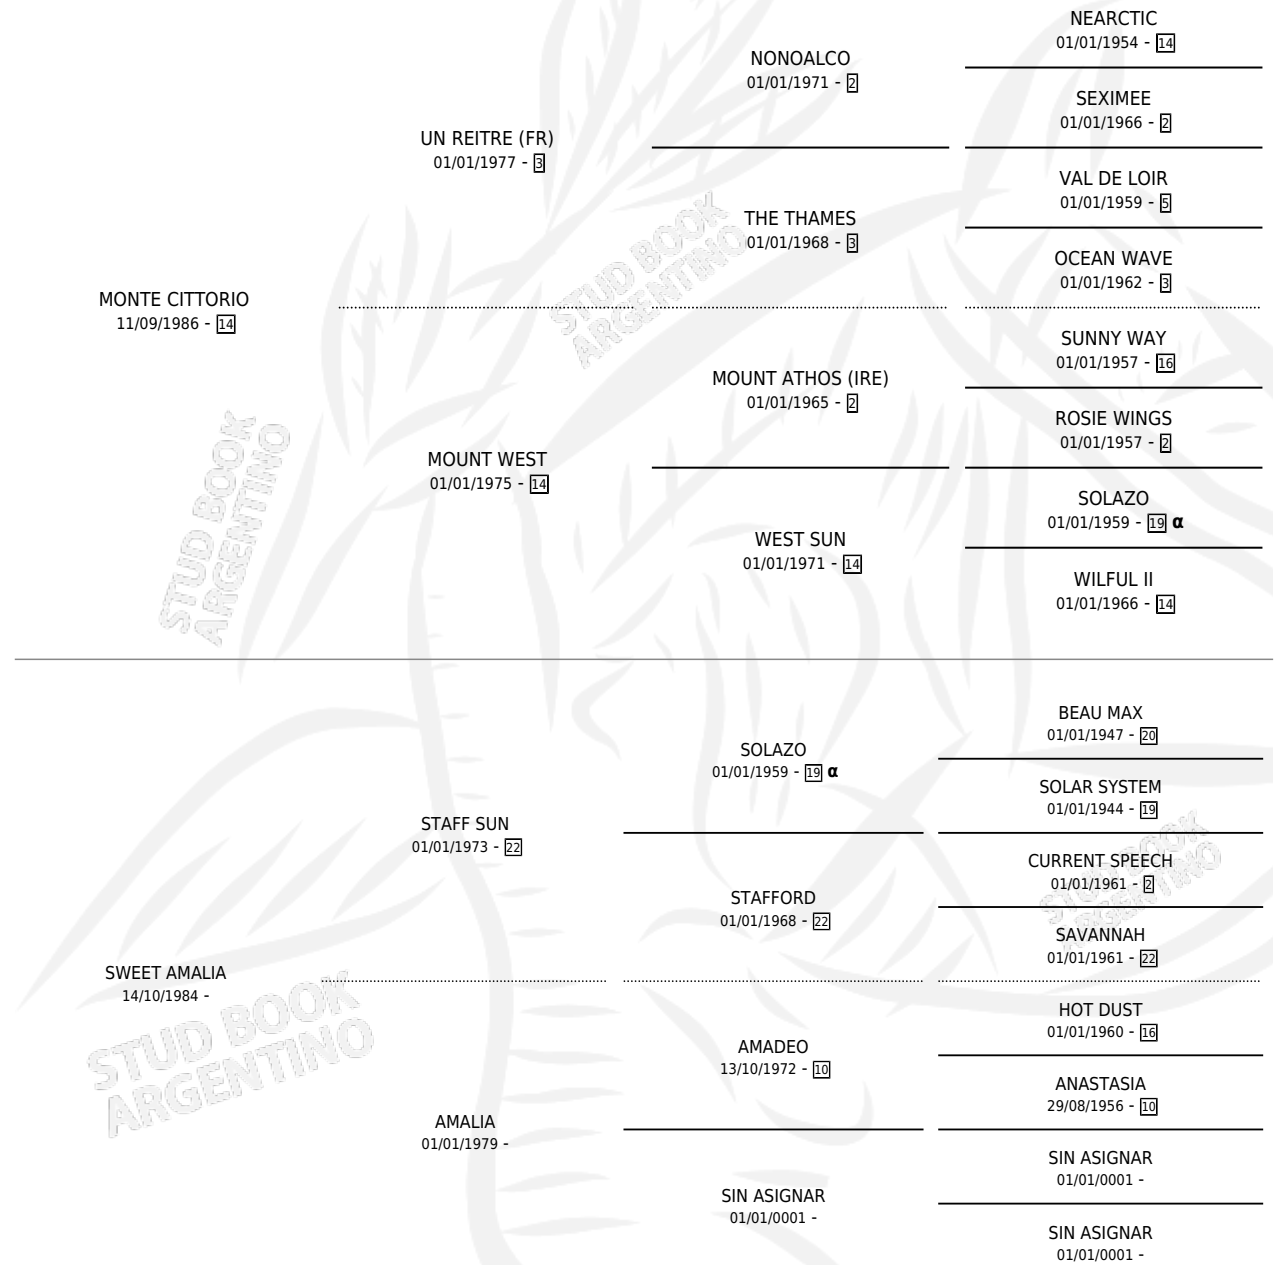 NEARCTIC
01/01/1954 - 14
NONOALCO
01/01/1971 - 2
SEXIMEE
01/01/1966 - 2
UN REITRE (FR)
01/01/1977 - 3
VAL DE LOIR
01/01/1959 - 5
THE THAMES
01/01/1968 - 3
OCEAN WAVE
01/01/1962 - 3
MONTE CITTORIO
11/09/1986 - 14
SUNNY WAY
01/01/1957 - 16
MOUNT ATHOS (IRE)
01/01/1965 - 2
ROSIE WINGS
01/01/1957 - 2
MOUNT WEST
01/01/1975 - 14
SOLAZO
01/01/1959 - 19 α
WEST SUN
01/01/1971 - 14
WILFUL II
01/01/1966 - 14
BEAU MAX
01/01/1947 - 20
SOLAZO
01/01/1959 - 19 α
SOLAR SYSTEM
01/01/1944 - 19
STAFF SUN
01/01/1973 - 22
CURRENT SPEECH
01/01/1961 - 2
STAFFORD
01/01/1968 - 22
SAVANNAH
01/01/1961 - 22
SWEET AMALIA
14/10/1984 -
HOT DUST
01/01/1960 - 16
AMADEO
13/10/1972 - 10
ANASTASIA
29/08/1956 - 10
AMALIA
01/01/1979 -
SIN ASIGNAR
01/01/0001 -
SIN ASIGNAR
01/01/0001 -
SIN ASIGNAR
01/01/0001 -
STUD BOOK
ARGENTINO
STUD BOOK
ARGENTINO
STUD BOOK
ARGENTINO
STUD BOOK
ARGENTINO